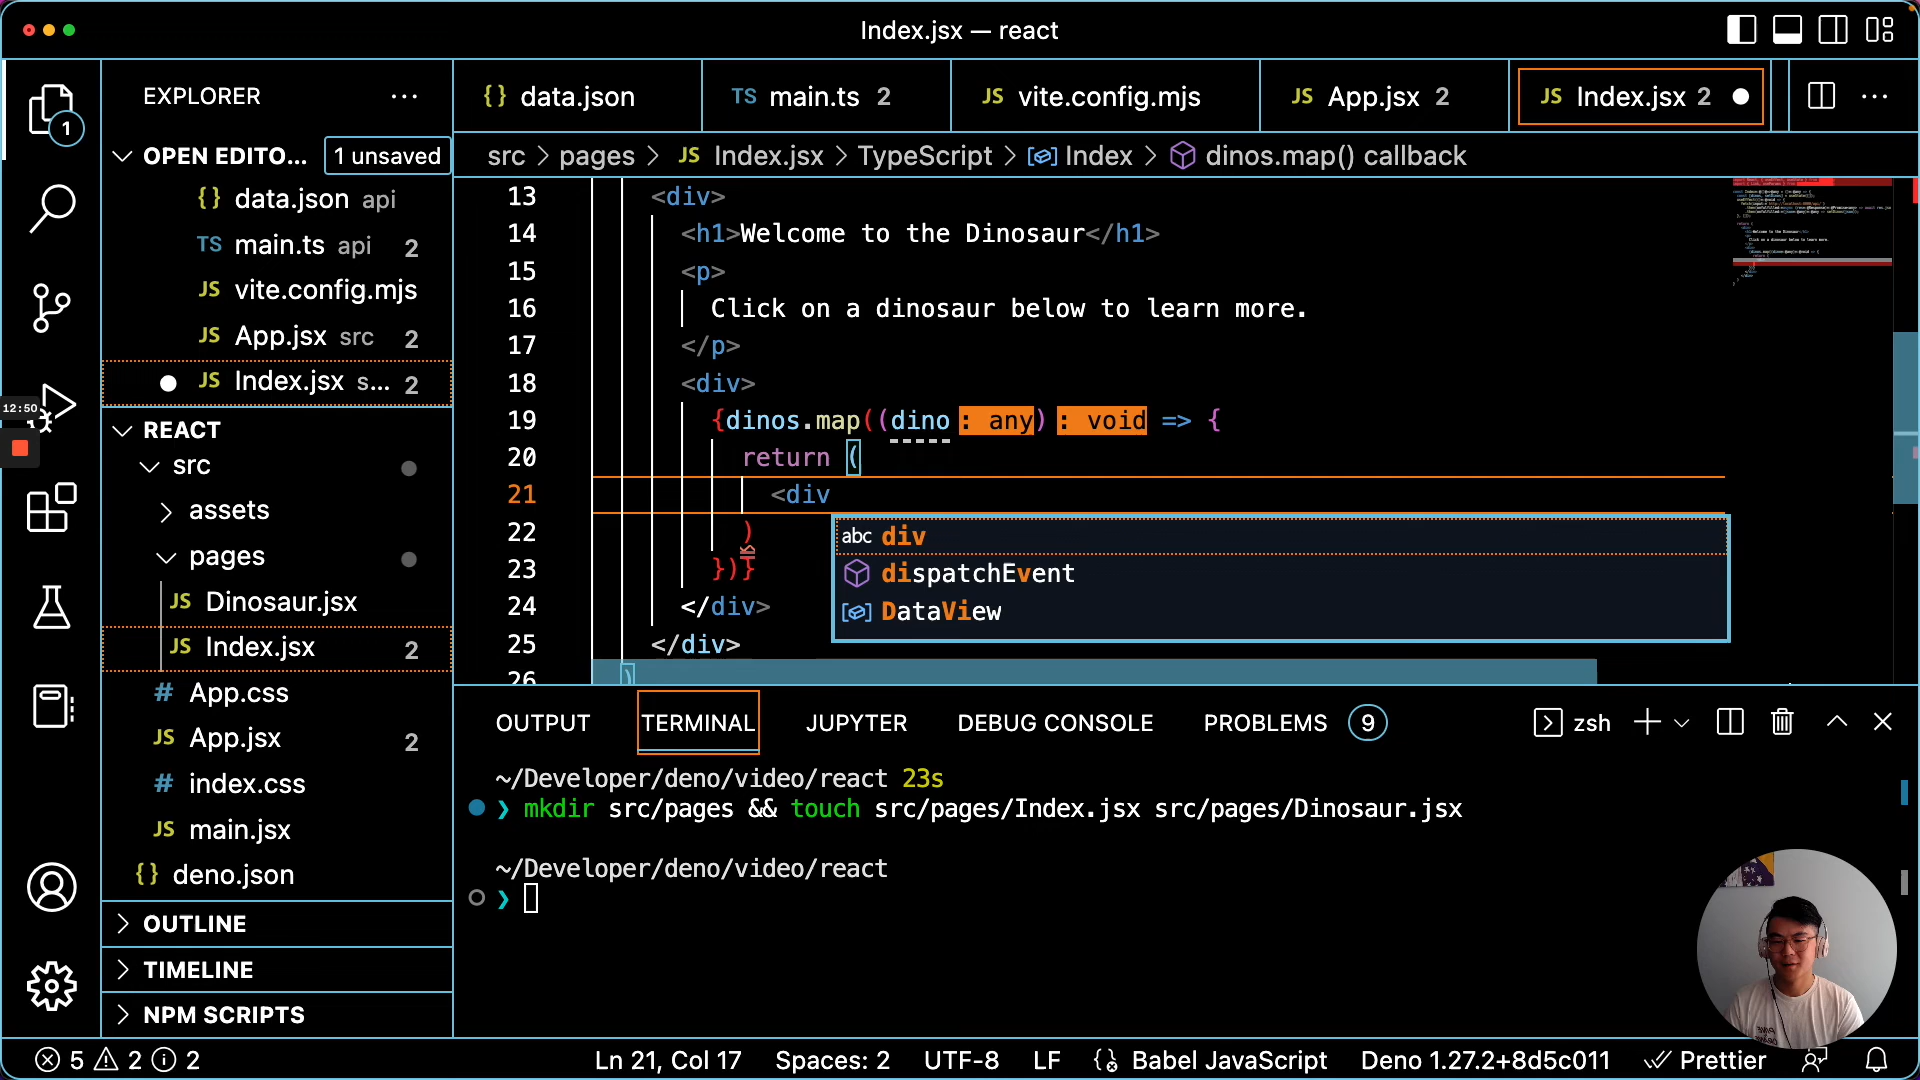 Index.jsx — react
EXPLORER
OPEN EDITO... 1 unsaved
{} data.json api
TS main.ts api 2
JS vite.config.mjs
JS App.jsx src 2
JS Index.jsx s... 2
12:50
1
REACT
src
assets
pages
JS Dinosaur.jsx
JS Index.jsx 2
# App.css
JS App.jsx 2
# index.css
JS main.jsx
{} deno.json
OUTLINE
TIMELINE
NPM SCRIPTS
{} data.json TS main.ts 2 JS vite.config.mjs JS App.jsx 2 JS Index.jsx 2
src > pages > JS Index.jsx > TypeScript > Index > dinos.map() callback
13 <div>
14 <h1>Welcome to the Dinosaur</h1>
15 <p>
16 Click on a dinosaur below to learn more.
17 </p>
18 <div>
19 {dinos.map((dino: any): void => {
20 return (
21 <div
22 )
23 })}
24 </div>
25 </div>
26 )
abc div
dispatchEvent
DataView
OUTPUT TERMINAL JUPYTER DEBUG CONSOLE PROBLEMS 9 zsh
~/Developer/deno/video/react 23s
❯ mkdir src/pages && touch src/pages/Index.jsx src/pages/Dinosaur.jsx
~/Developer/deno/video/react
❯
5 2 2 Ln 21, Col 17 Spaces: 2 UTF-8 LF Babel JavaScript Deno 1.27.2+8d5c011 Prettier